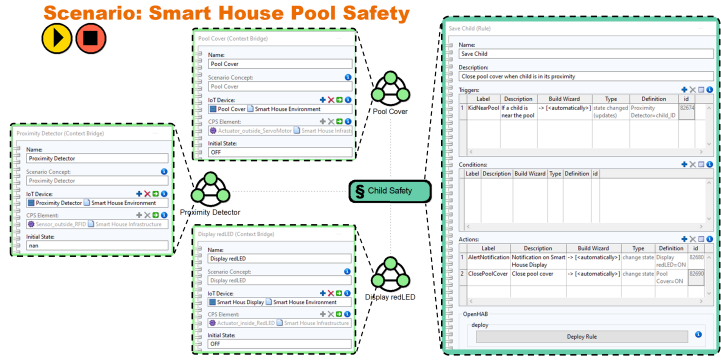 Scenario: Smart House Pool Safety
Pool Cover (Context Bridge)
Name:
Pool Cover
Scenario Concept:
Pool Cover
IoT Device:
Pool Cover Smart House Environment
CPS Element:
Actuator_outside_ServoMotor Smart House Infrast
Initial State:
OFF
Pool Cover
Proximity Detector (Context Bridge)
Name:
Proximity Detector
Scenario Concept:
Proximity Detector
IoT Device:
Proximity Detector Smart House Environment
CPS Element:
Sensor_outside_RFID Smart House Infrastructure
Initial State:
nan
Proximity Detector
Display redLED (Context Bridge)
Name:
Display redLED
Scenario Concept:
Display redLED
IoT Device:
Smart Hous Display Smart House Environment
CPS Element:
Actuator_inside_RedLED Smart House Infrastructure
Initial State:
OFF
Display redLED
§ Child Safety
Save Child (Rule)
Name:
Save Child
Description:
Close pool cover when child is in its proximity
Triggers:
Label Description Build Wizard Type Definition id
1 KidNearPool If a child is -> [<automatically>] state changed Proximity 82674
near the pool (updates) Detector=child_ID
Conditions:
Label Description Build Wizard Type Definition id
Actions:
Label Description Build Wizard Type Definition id
1 AlertNotification Notification on Smart -> [<automatically>] change state Display 82680
House Display redLED=ON
2 ClosePoolCover Close pool cover -> [<automatically>] change state Pool 82690
Cover=ON
OpenHAB
deploy
Deploy Rule